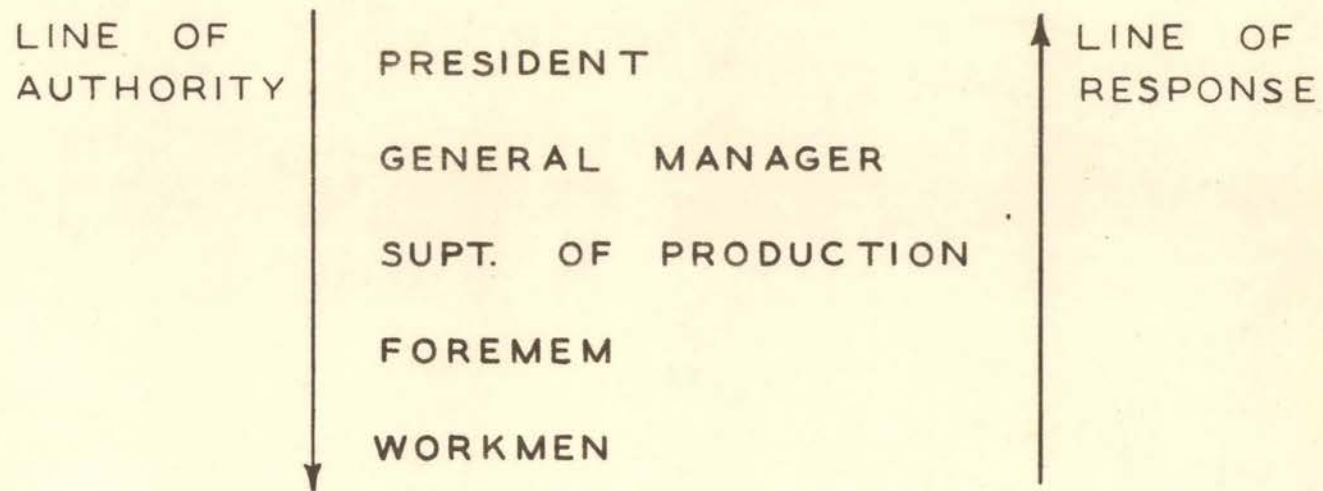 LINE OF
AUTHORITY
PRESIDENT
GENERAL MANAGER
SUPT. OF PRODUCTION
FOREMEM
WORKMEN
LINE OF
RESPONSE